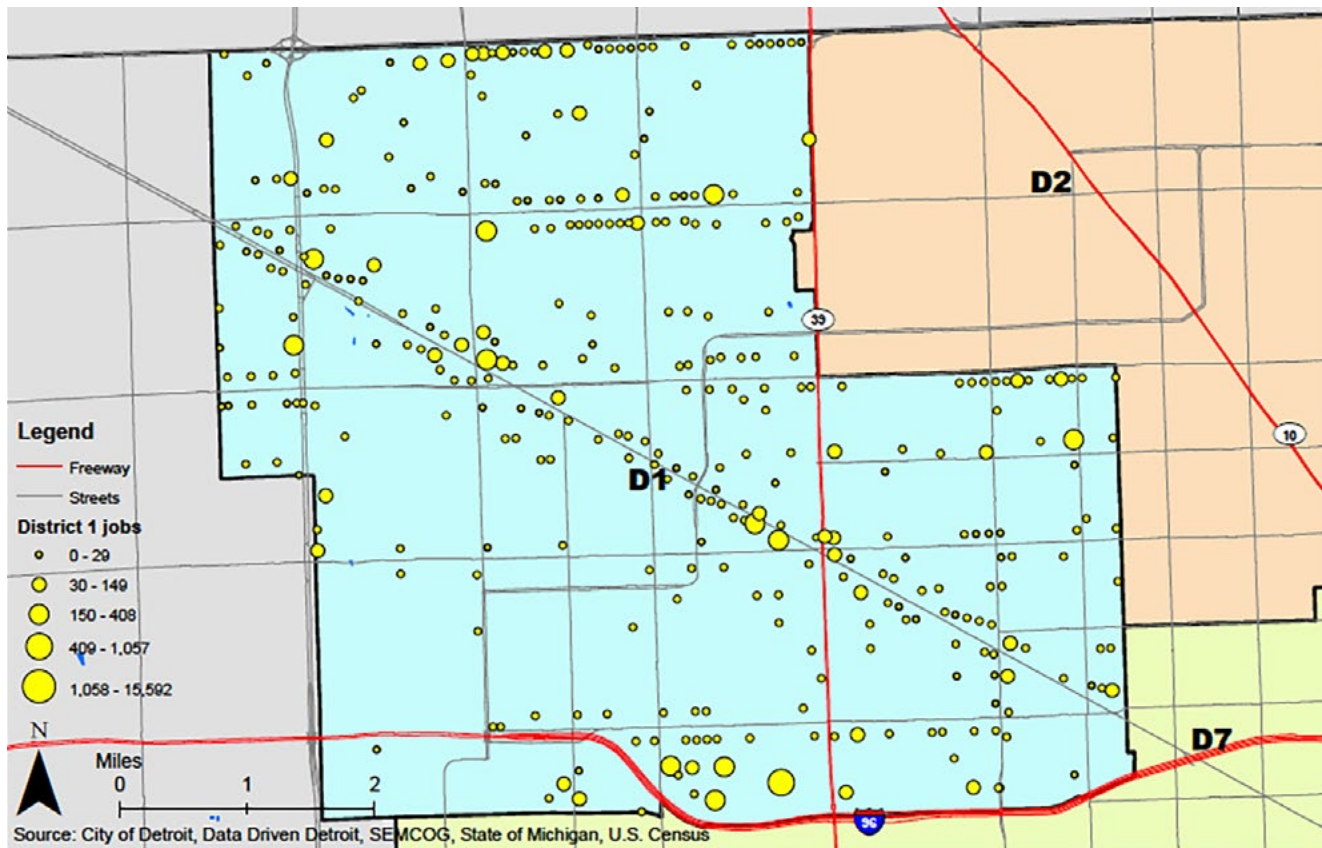 D2
39
10
Legend
Freeway
Streets
D1
District 1 jobs
0 - 29
30 - 149
150 - 408
409 - 1,057
1,058 - 15,592
N
D7
Miles
0 1 2
96
Source: City of Detroit, Data Driven Detroit, SEMCOG, State of Michigan, U.S. Census